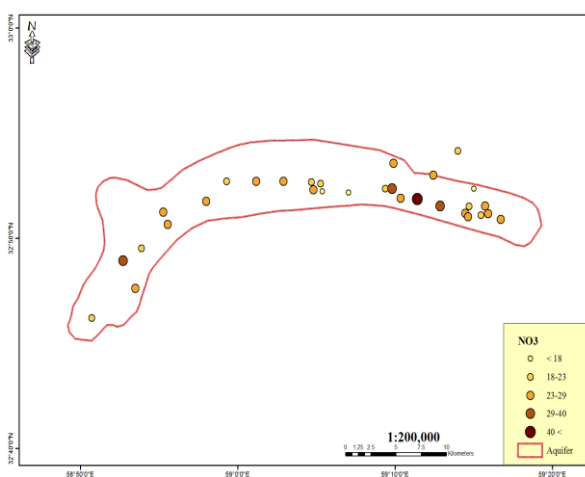 N
33°0'0"N
32°50'0"N
32°40'0"N
58°50'0"E
59°0'0"E
59°10'0"E
59°20'0"E
1:200,000
0 1.25 2.5 5 7.5 10
Kilometers
NO3
< 18
18-23
23-29
29-40
40 <
Aquifer